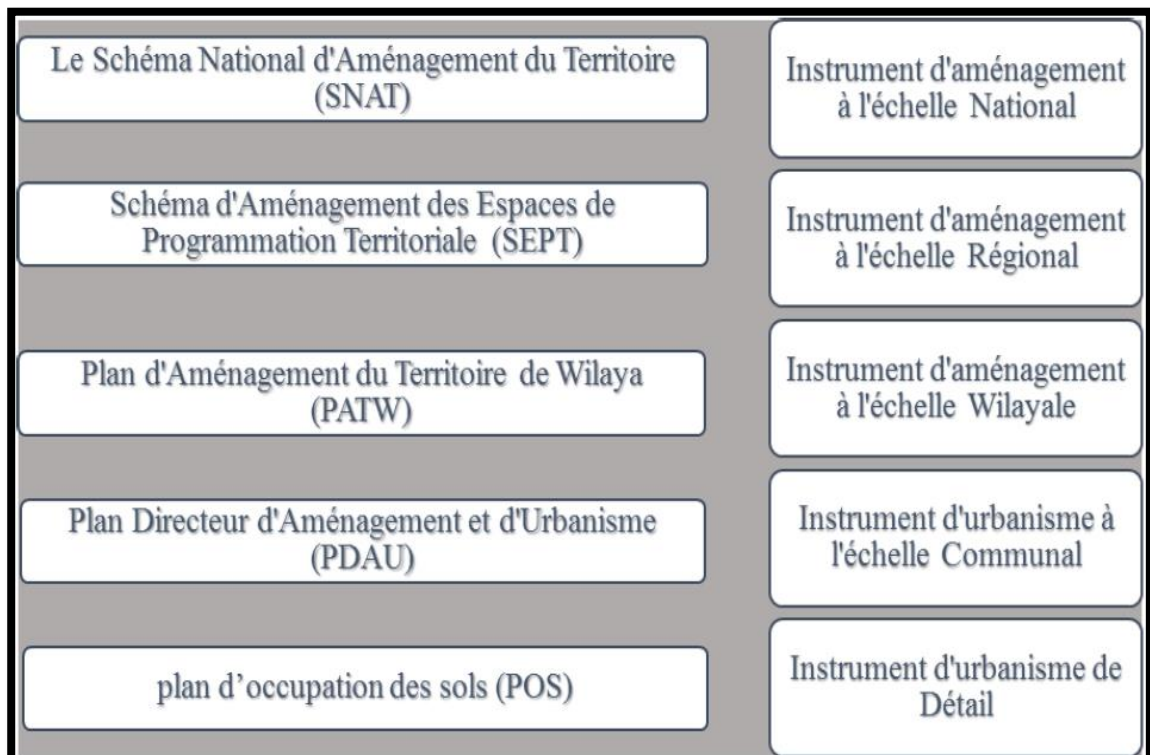 Le Schéma National d'Aménagement du Territoire
(SNAT)
Instrument d'aménagement
à l'échelle National
Schéma d'Aménagement des Espaces de
Programmation Territoriale (SEPT)
Instrument d'aménagement
à l'échelle Régional
Plan d'Aménagement du Territoire de Wilaya
(PATW)
Instrument d'aménagement
à l'échelle Wilayale
Plan Directeur d'Aménagement et d'Urbanisme
(PDAU)
Instrument d'urbanisme à
l'échelle Communal
plan d’occupation des sols (POS)
Instrument d'urbanisme de
Détail